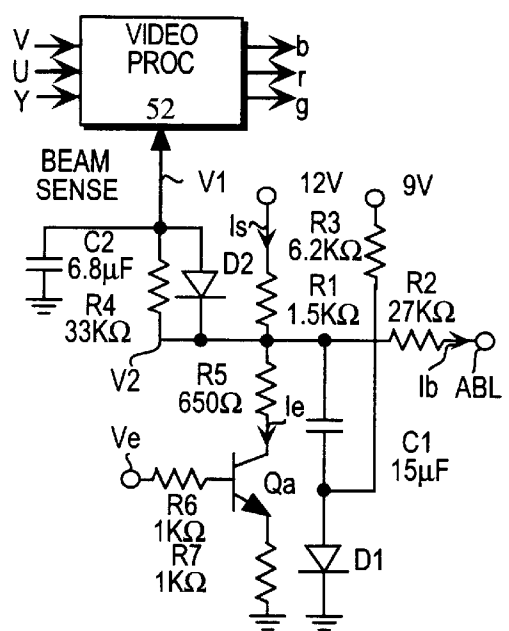 V
U
Y
VIDEO
PROC
52
b
r
g
BEAM
SENSE
V1
12V
9V
Is
C2
6.8µF
R4
33KΩ
D2
R3
6.2KΩ
R1
1.5KΩ
R2
27KΩ
V2
R5
650Ω
Ie
Ib
ABL
Ve
Qa
C1
15µF
R6
1KΩ
R7
1KΩ
D1